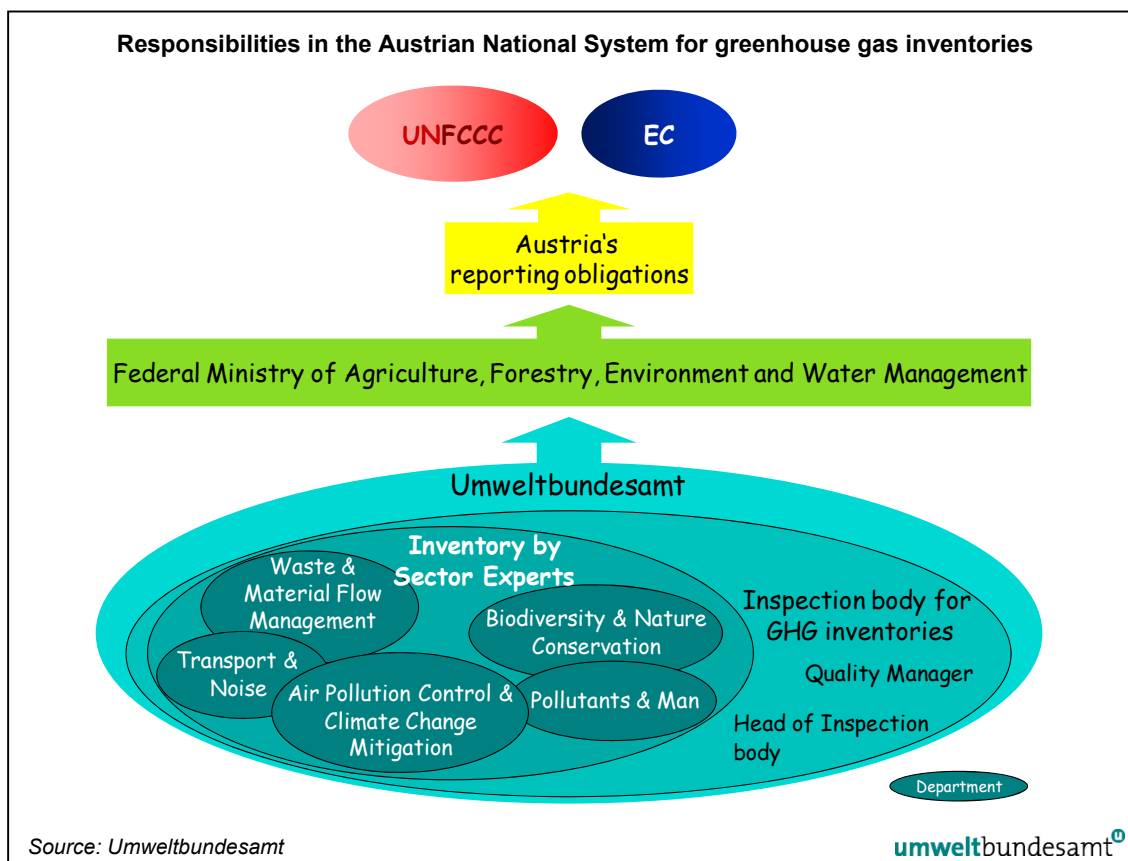 Responsibilities in the Austrian National System for greenhouse gas inventories
UNFCCC
EC
Austria‘s
reporting obligations
Federal Ministry of Agriculture, Forestry, Environment and Water Management
Umweltbundesamt
Inventory by
Sector Experts
Waste &
Material Flow
Management
Biodiversity & Nature
Conservation
Transport &
Noise
Air Pollution Control &
Climate Change
Mitigation
Pollutants & Man
Inspection body for
GHG inventories
Quality Manager
Head of Inspection
body
Department
Source: Umweltbundesamt
umweltbundesamt u